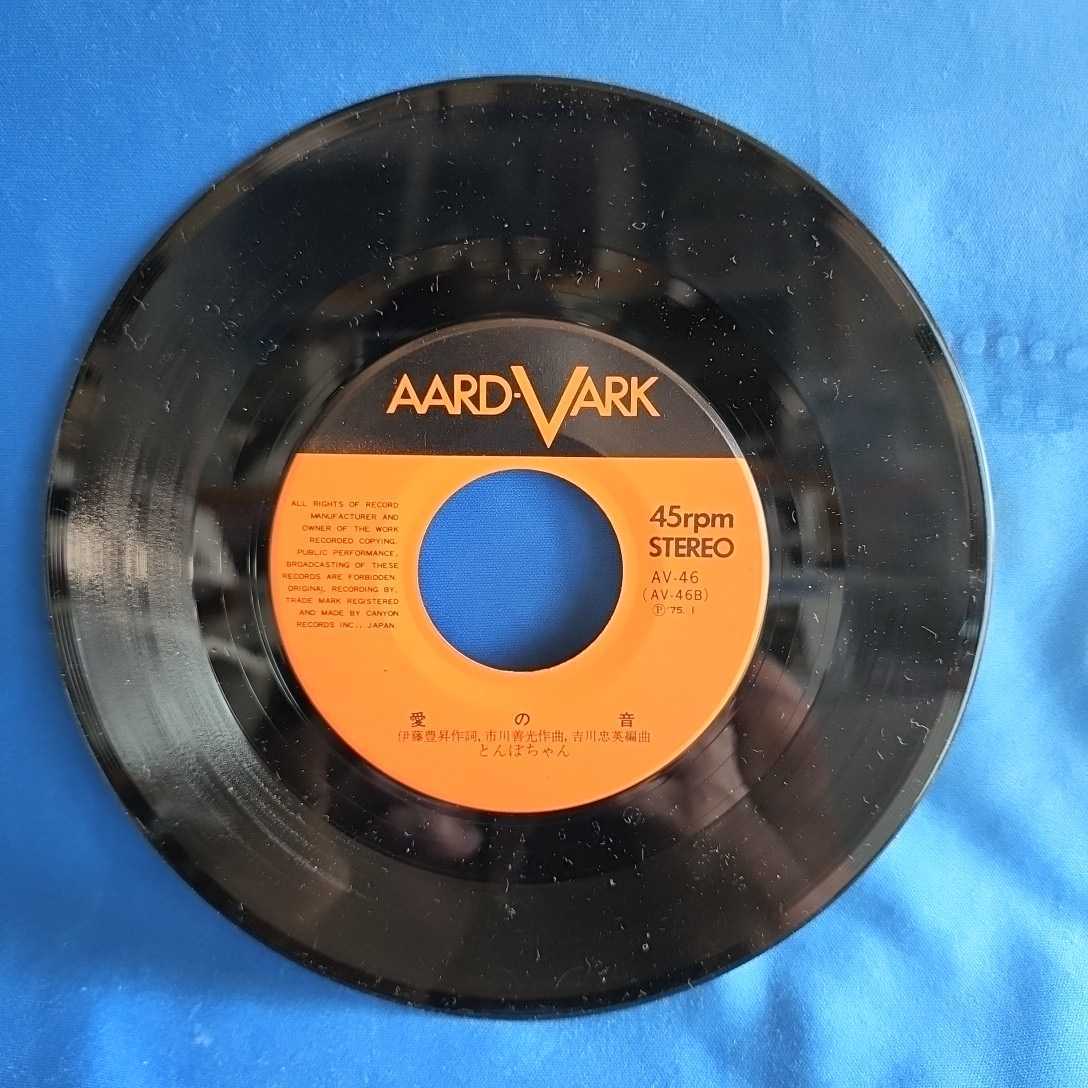 AARD-VARK
ALL RIGHTS OF RECORD
MANUFACTURER AND
OWNER OF THE WORK
RECORDED COPYING,
PUBLIC PERFORMANCE,
BROADCASTING OF THESE
RECORDS ARE FORBIDDEN.
ORIGINAL RECORDING BY,
TRADE MARK REGISTERED
AND MADE BY CANYON
RECORDS INC., JAPAN.
45rpm
STEREO
AV-46
(AV-46B)
Ⓟ'75. 1
愛の音
伊藤豊昇作詞,市川善光作曲,吉川忠英編曲
とんぼちゃん